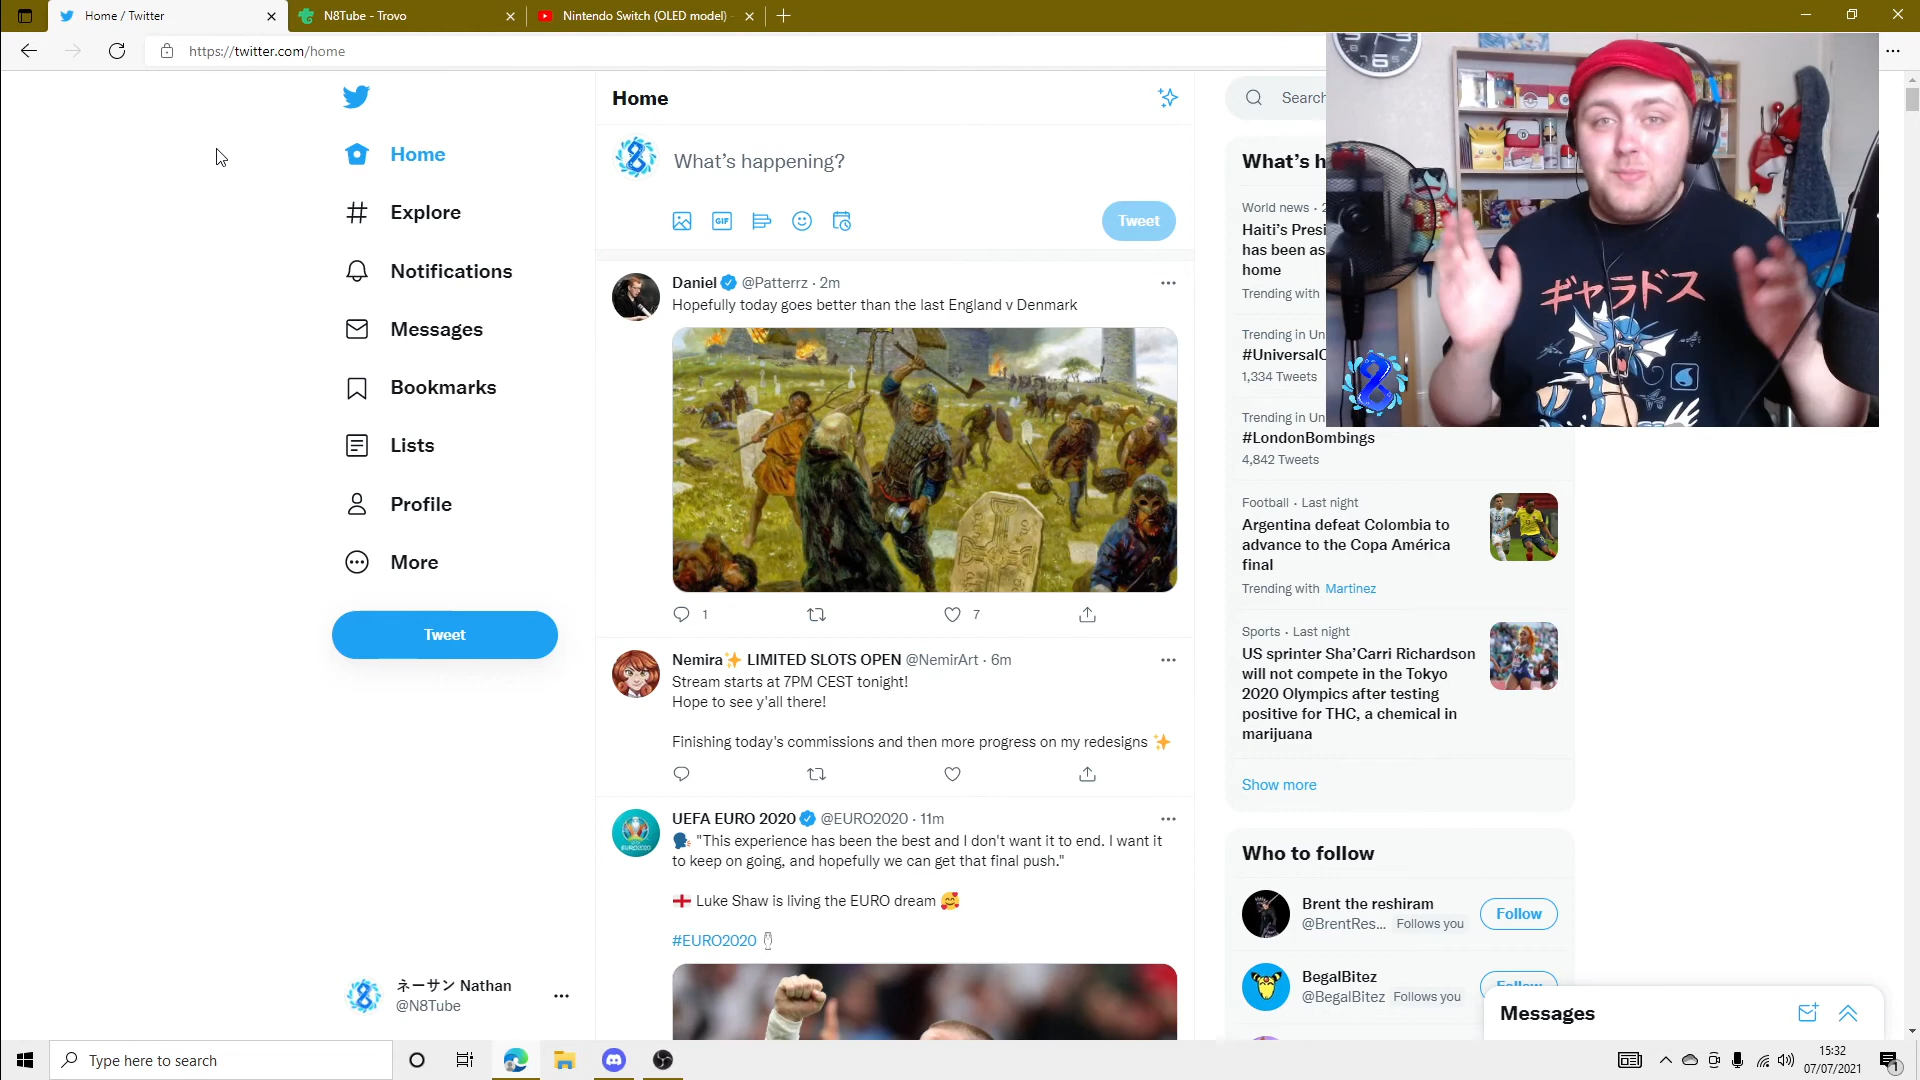 Home / Twitter
N8Tube - Trovo
Nintendo Switch (OLED model)
https://twitter.com/home
Home
Explore
Notifications
Messages
Bookmarks
Lists
Profile
More
Tweet
ネーサン Nathan
@N8Tube
Home
What's happening?
GIF
Tweet
Daniel @Patterrz · 2m
Hopefully today goes better than the last England v Denmark
1
7
Nemira✨ LIMITED SLOTS OPEN @NemirArt · 6m
Stream starts at 7PM CEST tonight!
Hope to see y'all there!
Finishing today's commissions and then more progress on my redesigns ✨
UEFA EURO 2020 @EURO2020 · 11m
🗣️ "This experience has been the best and I don't want it to end. I want it
to keep on going, and hopefully we can get that final push."
🏴󠁧󠁢󠁥󠁮󠁧󠁿 Luke Shaw is living the EURO dream 🥰
#EURO2020
Search
What's h
World news · 2
Haiti's Presi
has been as
home
Trending with
Trending in Un
#UniversalC
1,334 Tweets
Trending in Un
#LondonBombings
4,842 Tweets
Football · Last night
Argentina defeat Colombia to
advance to the Copa América
final
Trending with Martinez
Sports · Last night
US sprinter Sha'Carri Richardson
will not compete in the Tokyo
2020 Olympics after testing
positive for THC, a chemical in
marijuana
Show more
Who to follow
Brent the reshiram
@BrentRes... Follows you
Follow
BegalBitez
@BegalBitez Follows you
Follow
Messages
ギャラドス
8
6
Type here to search
15:32
07/07/2021
1